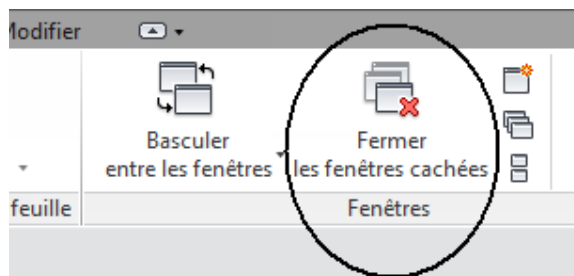 Modifier
Basculer
entre les fenêtres
Fermer
les fenêtres cachées
feuille
Fenêtres